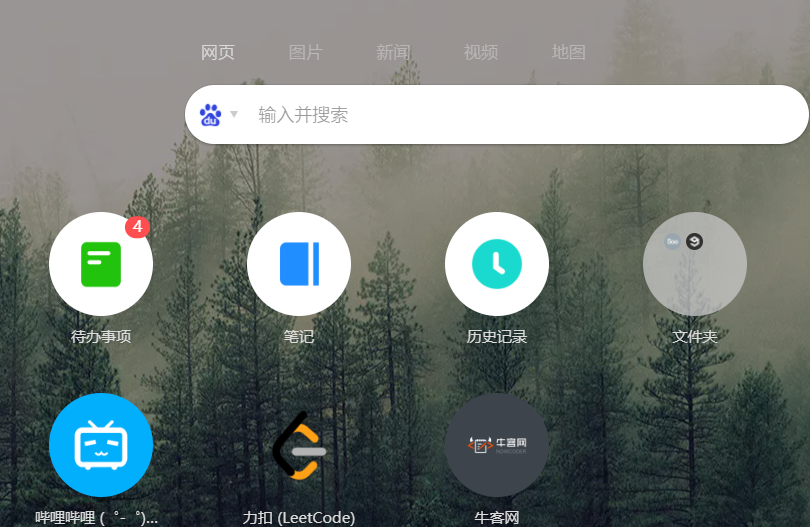 网页 图片 新闻 视频 地图
du 输入并搜索
4
待办事项 笔记 历史记录 文件夹
牛客网
哔哩哔哩 (゜-゜)... 力扣 (LeetCode) 牛客网